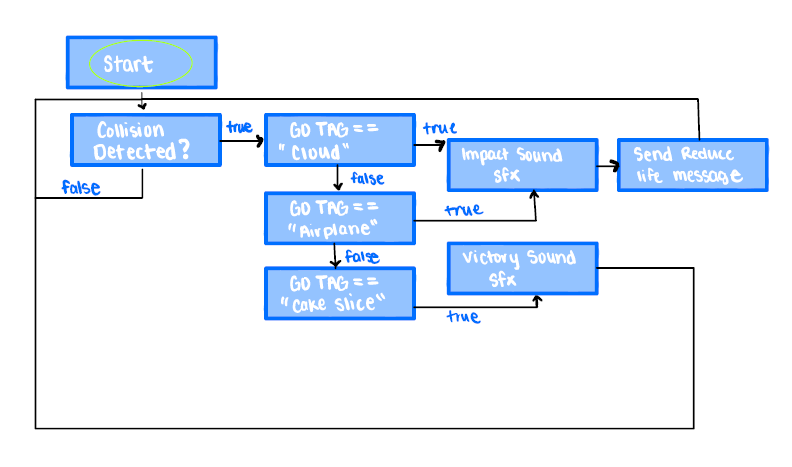 Start
Collision
Detected?
true
false
GO TAG ==
"Cloud"
true
false
Impact Sound
sfx
Send Reduce
life message
GO TAG ==
"Airplane"
true
false
GO TAG ==
"Cake slice"
true
Victory Sound
sfx